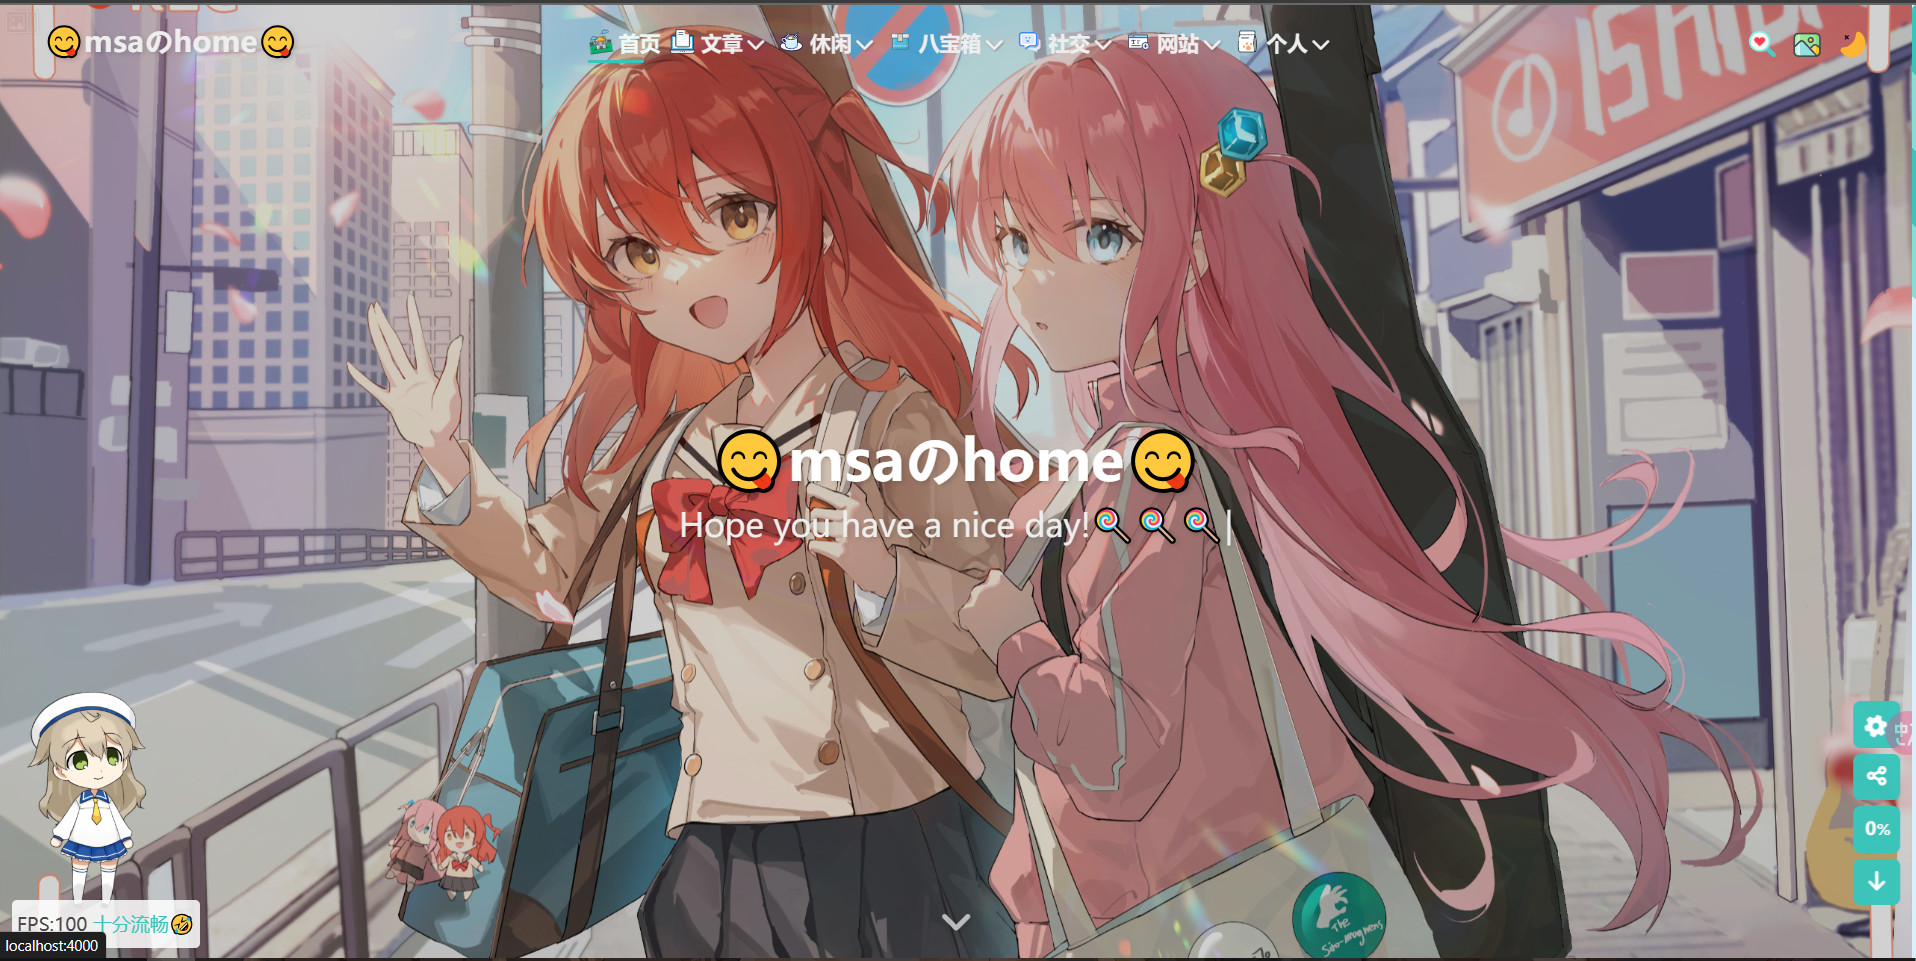 😋msaのhome😋
首页 文章 休闲 八宝箱 社交 网站 个人
ISHIB
😋msaのhome😋
Hope you have a nice day!🍭🍭🍭|
0%
The
FPS:100 十分流畅🤣
localhost:4000